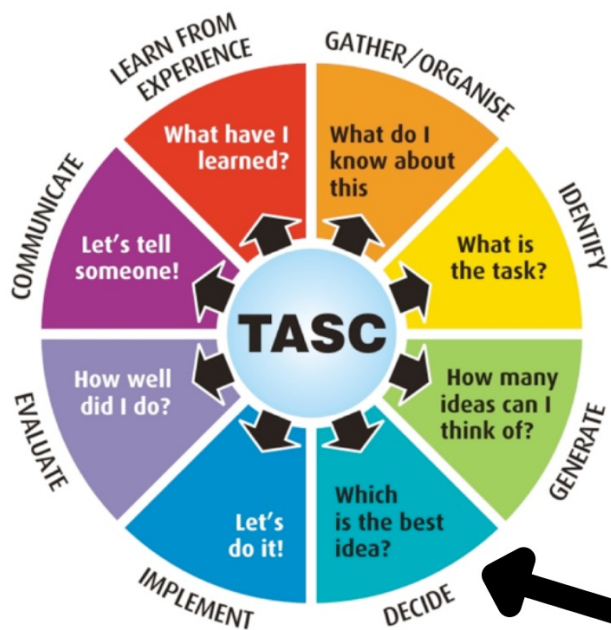 LEARN FROM
EXPERIENCE
What have I
learned?
GATHER/ORGANISE
What do I
know about
this
IDENTIFY
What is
the task?
GENERATE
How many
ideas can I
think of?
DECIDE
Which
is the best
idea?
IMPLEMENT
Let's
do it!
EVALUATE
How well
did I do?
COMMUNICATE
Let's tell
someone!
TASC